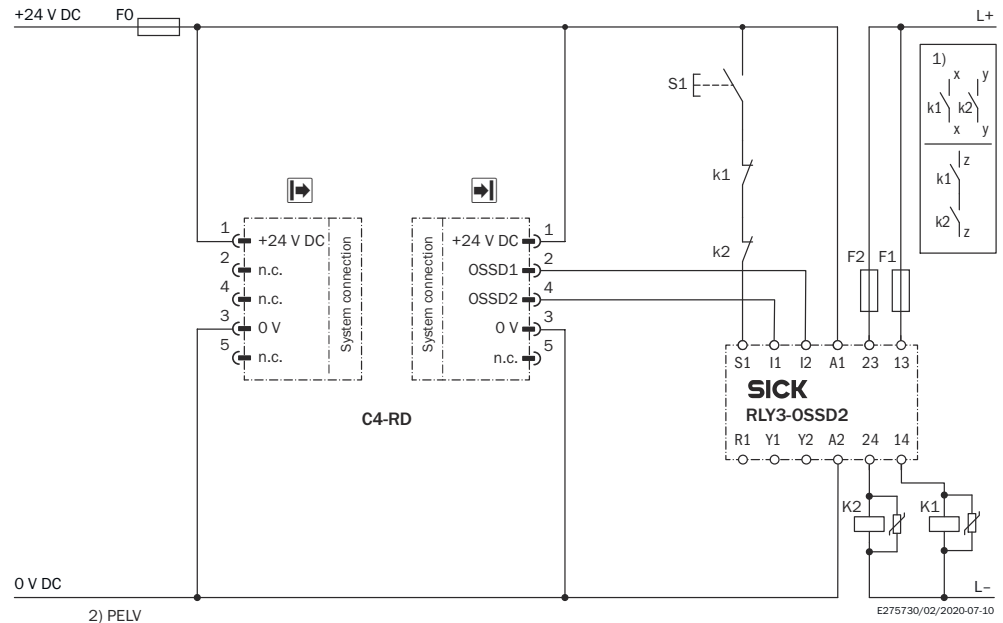 +24 V DC
F0
L+
1)
x
y
k1
k2
x
y
z
k1
k2
z
S1
k1
k2
F2
F1
1
+24 V DC
2
n.c.
4
n.c.
3
0 V
5
n.c.
System connection
System connection
+24 V DC
1
OSSD1
2
OSSD2
4
0 V
3
n.c.
5
C4-RD
S1 I1 I2 A1 23 13
SICK
RLY3-OSSD2
R1 Y1 Y2 A2 24 14
K2
K1
0 V DC
L–
2) PELV
E275730/02/2020-07-10